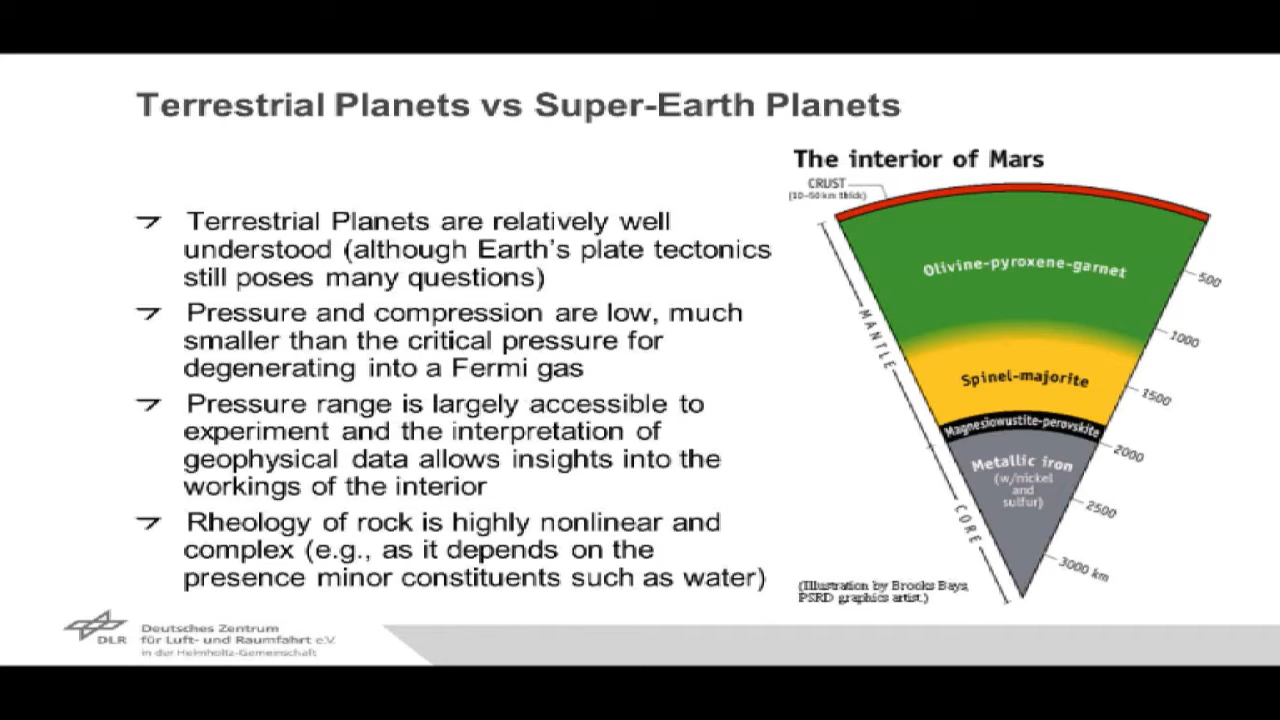 Terrestrial Planets vs Super-Earth Planets
Terrestrial Planets are relatively well
understood (although Earth's plate tectonics
still poses many questions)
Pressure and compression are low, much
smaller than the critical pressure for
degenerating into a Fermi gas
Pressure range is largely accessible to
experiment and the interpretation of
geophysical data allows insights into the
workings of the interior
Rheology of rock is highly nonlinear and
complex (e.g., as it depends on the
presence minor constituents such as water)
The interior of Mars
CRUST
(10-50km thick)
Olivine-pyroxene-garnet
500
MANTLE
1000
Spinel-majorite
1500
Magnesiowustite-perovskite
2000
Metallic iron
(w/nickel
and
sulfur)
2500
CORE
3000 km
(Illustration by Brooks Bays,
PSRD graphics artist.)
DLR
Deutsches Zentrum
für Luft- und Raumfahrt e.V.
in der Helmholtz-Gemeinschaft